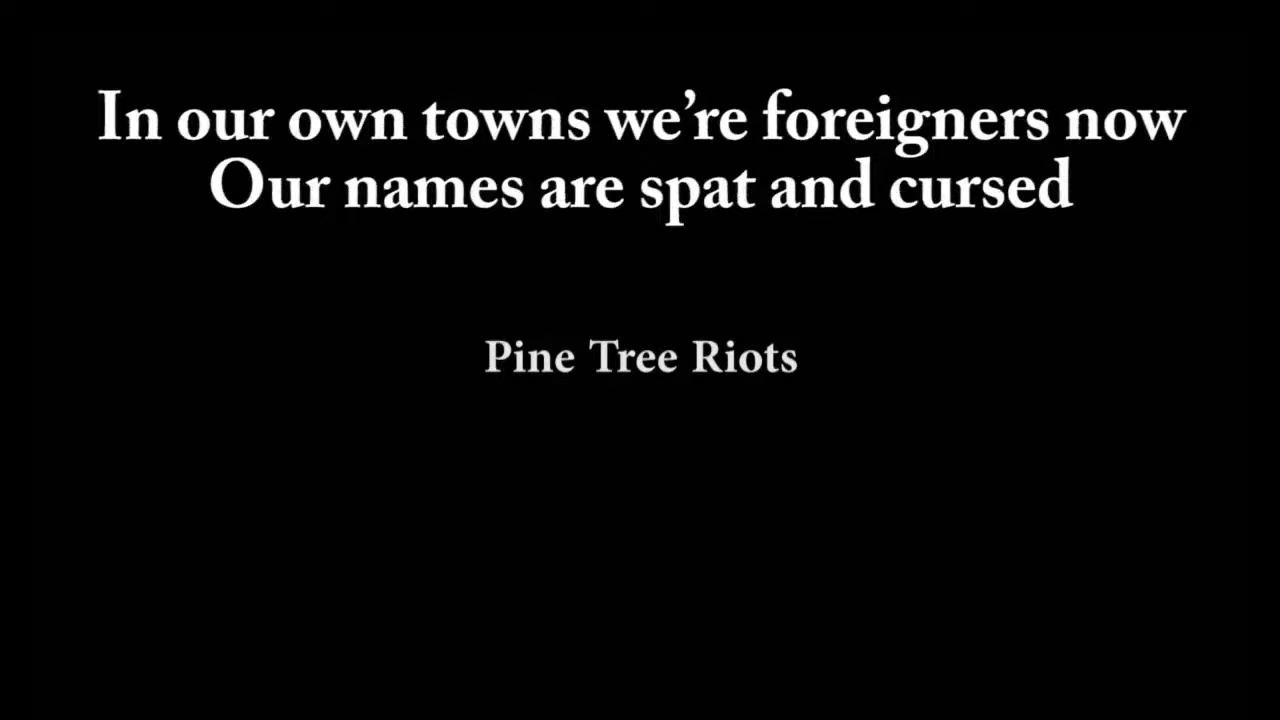 In our own towns we’re foreigners now
Our names are spat and cursed
Pine Tree Riots